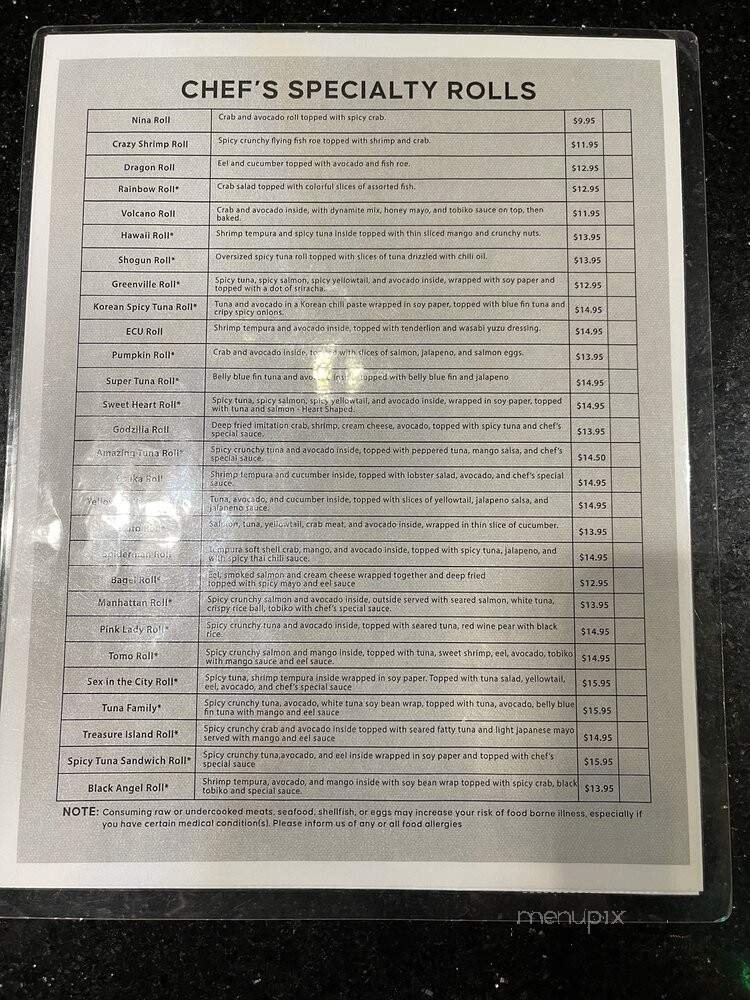 CHEF'S SPECIALTY ROLLS
Nina Roll Crab and avocado roll topped with spicy crab. $9.95
Crazy Shrimp Roll Spicy crunchy flying fish roe topped with shrimp and crab. $11.95
Dragon Roll Eel and cucumber topped with avocado and fish roe. $12.95
Rainbow Roll* Crab salad topped with colorful slices of assorted fish. $12.95
Volcano Roll Crab and avocado inside, with dynamite mix, honey mayo, and tobiko sauce on top, then $11.95
baked.
Hawaii Roll* Shrimp tempura and spicy tuna inside topped with thin sliced mango and crunchy nuts. $13.95
Shogun Roll* Oversized spicy tuna roll topped with slices of tuna drizzled with chili oil. $13.95
Greenville Roll* Spicy tuna, spicy salmon, spicy yellowtail, and avocado inside, wrapped with soy paper and $12.95
topped with a dot of sriracha.
Korean Spicy Tuna Roll* Tuna and avocado in a Korean chili paste wrapped in soy paper, topped with blue fin tuna and $14.95
cripy spicy onions.
ECU Roll Shrimp tempura and avocado inside, topped with tenderlion and wasabi yuzu dressing. $14.95
Pumpkin Roll* Crab and avocado inside, topped with slices of salmon, jalapeno, and salmon eggs. $13.95
Super Tuna Roll* Belly blue fin tuna and avocado inside topped with belly blue fin and jalapeno $14.95
Sweet Heart Roll* Spicy tuna, spicy salmon, spicy yellowtail, and avocado inside, wrapped in soy paper, topped $14.95
with tuna and salmon - Heart Shaped.
Godzilla Roll Deep fried imitation crab, shrimp, cream cheese, avocado, topped with spicy tuna and chef's $13.95
special sauce.
Amazing Tuna Roll* Spicy crunchy tuna and avocado inside, topped with peppered tuna, mango salsa, and chef's $14.50
special sauce.
Roll Shrimp tempura and cucumber inside, topped with lobster salad, avocado, and chef's special $14.95
sauce.
Tuna, avocado, and cucumber inside, topped with slices of yellowtail, jalapeno salsa, and $14.95
jalaneno sauce.
Salmon, tuna, yellowtail, crab meat, and avocado inside, wrapped in thin slice of cucumber. $13.95
Spiderman Roll Tempura soft shell crab, mango, and avocado inside, topped with spicy tuna, jalapeno, and $14.95
with spicy thai chili sauce.
Bagel Roll* Eel, smoked salmon and cream cheese wrapped together and deep fried $12.95
topped with spicy mayo and eel sauce
Manhattan Roll* Spicy crunchy salmon and avocado inside, outside served with seared salmon, white tuna, $13.95
crispy rice ball, tobiko with chef's special sauce.
Pink Lady Roll* Spicy crunchy tuna and avocado inside, topped with seared tuna, red wine pear with black $14.95
rice.
Tomo Roll* Spicy crunchy salmon and mango inside, topped with tuna, sweet shrimp, eel, avocado, tobiko $14.95
with mango sauce and eel sauce.
Sex in the City Roll* Spicy tuna, shrimp tempura inside wrapped in soy paper. Topped with tuna salad, yellowtail, $15.95
eel, avocado, and chef's special sauce
Tuna Family* Spicy crunchy tuna, avocado, white tuna soy bean wrap, topped with tuna, avocado, belly blue $15.95
fin tuna with mango and eel sauce
Treasure Island Roll* Spicy crunchy crab and avocado inside topped with seared fatty tuna and light japanese mayo $14.95
served with mango and eel sauce
Spicy Tuna Sandwich Roll* Spicy crunchy tuna,avocado, and eel inside wrapped in soy paper and topped with chef's $15.95
special sauce
Black Angel Roll* Shrimp tempura, avocado, and mango inside with soy bean wrap topped with spicy crab, black $13.95
tobiko and special sauce.
NOTE: Consuming raw or undercooked meats, seafood, shellfish, or eggs may increase your risk of food borne illness, especially if
you have certain medical condition(s). Please inform us of any or all food allergies
menupix